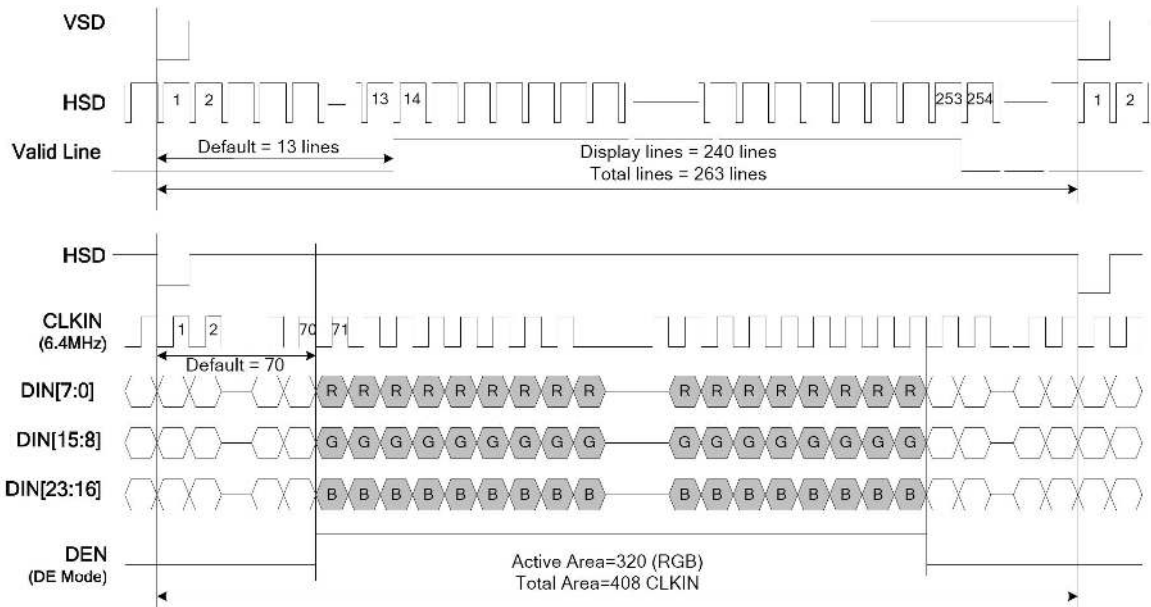 VSD
HSD 1 2 13 14 253 254 1 2
Valid Line Default = 13 lines Display lines = 240 lines
Total lines = 263 lines
HSD
CLKIN 1 2 70 71
(6.4MHz)
Default = 70
DIN[7:0] R R R R R R R R R R R R R R R R R
DIN[15:8] G G G G G G G G G G G G G G G G G
DIN[23:16] B B B B B B B B B B B B B B B B B
DEN Active Area=320 (RGB)
(DE Mode) Total Area=408 CLKIN